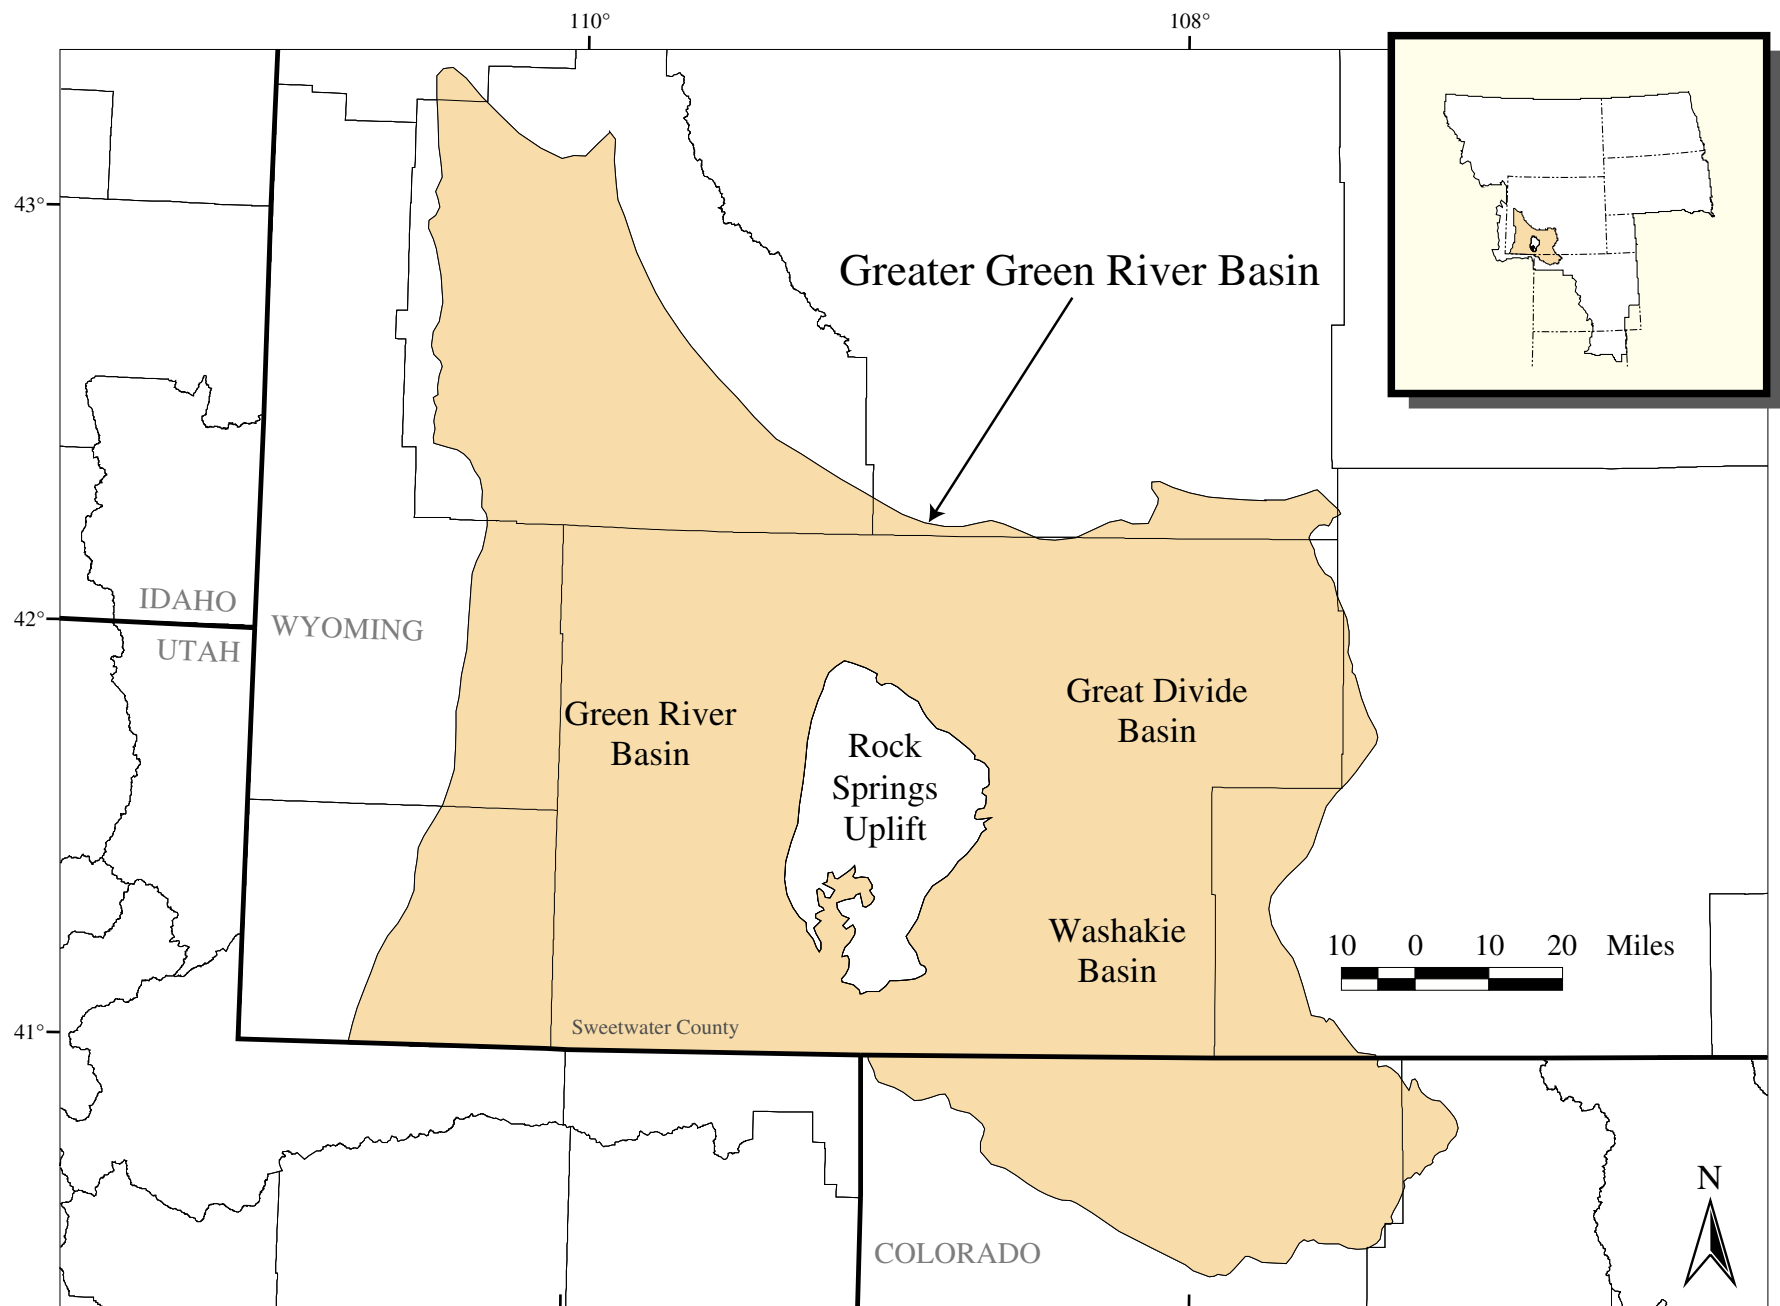 110°
108°
43°
Greater Green River Basin
42°
IDAHO
WYOMING
UTAH
Great Divide
Basin
Green River
Basin
Rock
Springs
Uplift
Washakie
Basin
10 0 10 20 Miles
41°
Sweetwater County
N
COLORADO